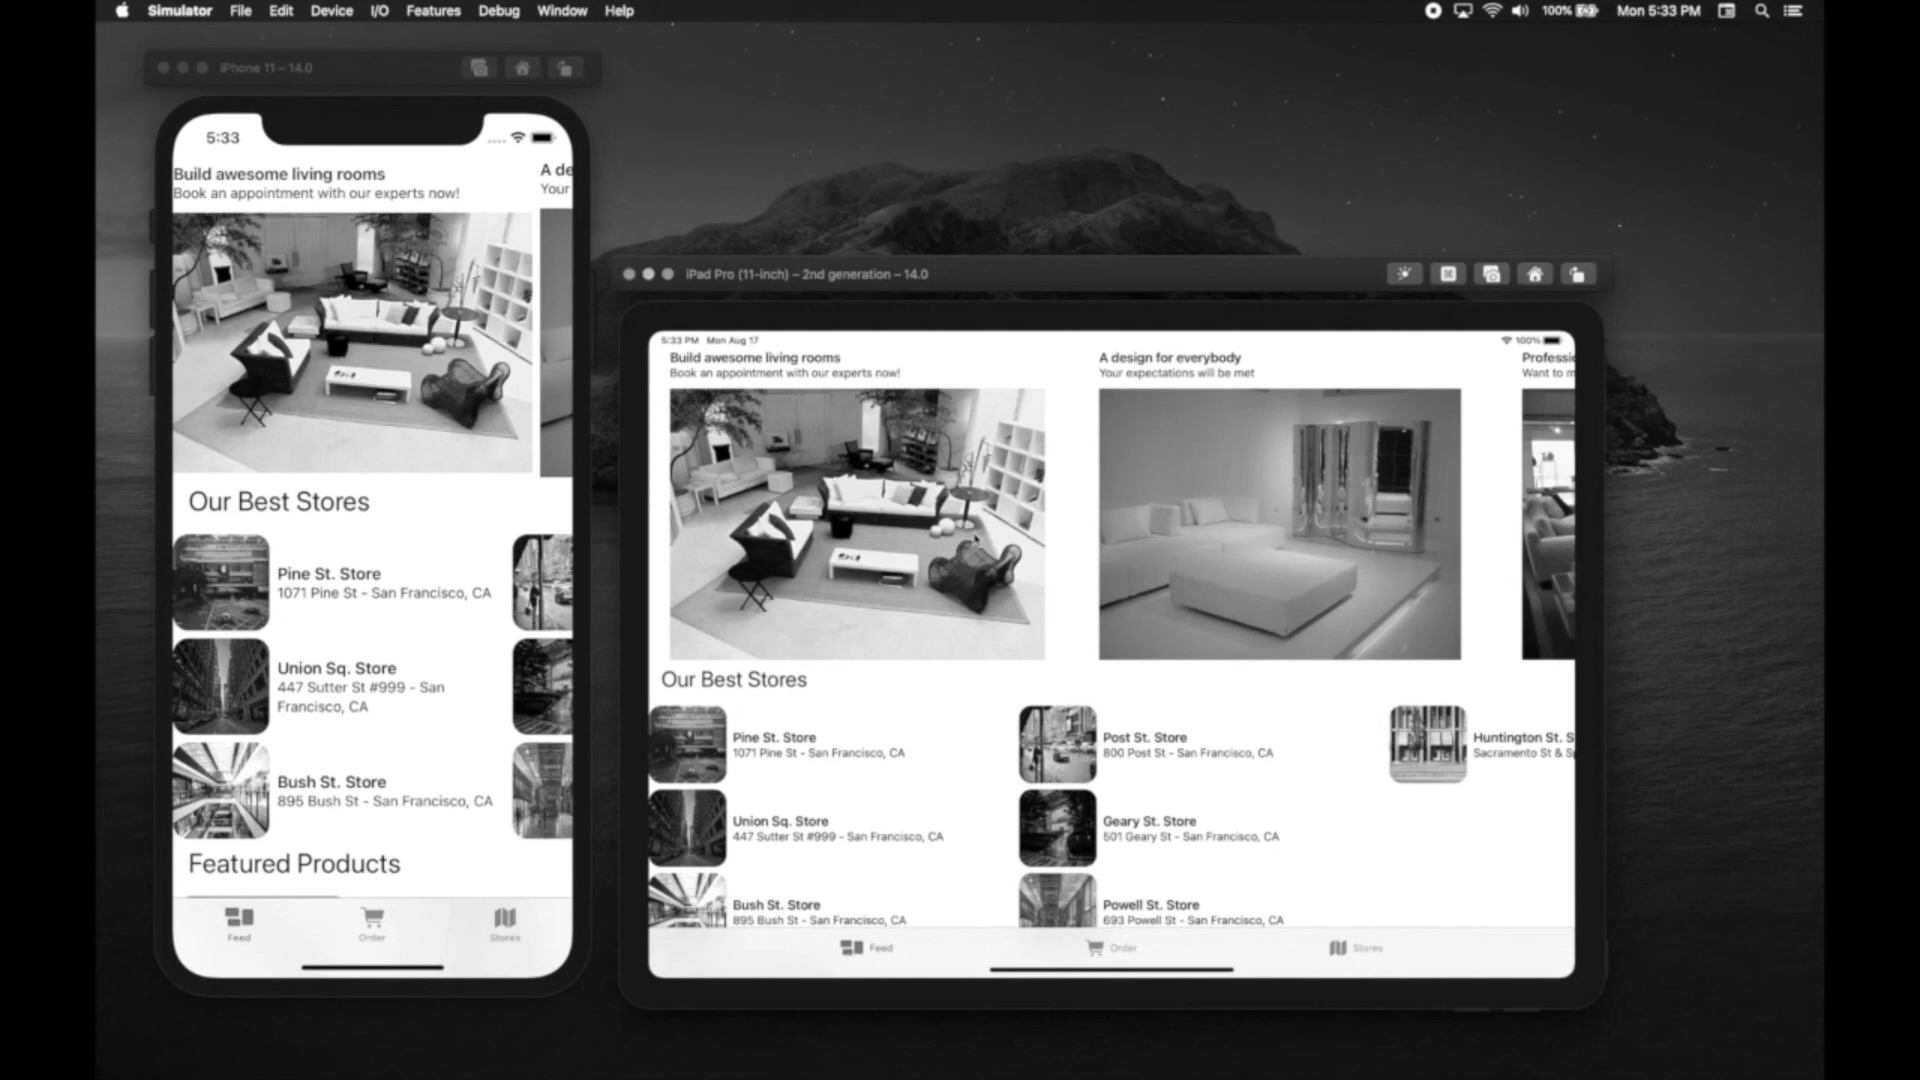 Simulator File Edit Device I/O Features Debug Window Help
100% Mon 5:33 PM
iPhone 11 – 14.0
5:33
Build awesome living rooms
Book an appointment with our experts now!
A de
Your
Our Best Stores
Pine St. Store
1071 Pine St - San Francisco, CA
Union Sq. Store
447 Sutter St #999 - San
Francisco, CA
Bush St. Store
895 Bush St - San Francisco, CA
Featured Products
Feed
Order
Stores
iPad Pro (11-inch) – 2nd generation – 14.0
5:33 PM Mon Aug 17
100%
Build awesome living rooms
Book an appointment with our experts now!
A design for everybody
Your expectations will be met
Professi
Want to m
Our Best Stores
Pine St. Store
1071 Pine St - San Francisco, CA
Post St. Store
800 Post St - San Francisco, CA
Huntington St. S
Sacramento St & Sp
Union Sq. Store
447 Sutter St #999 - San Francisco, CA
Geary St. Store
501 Geary St - San Francisco, CA
Bush St. Store
895 Bush St - San Francisco, CA
Powell St. Store
693 Powell St - San Francisco, CA
Feed
Order
Stores